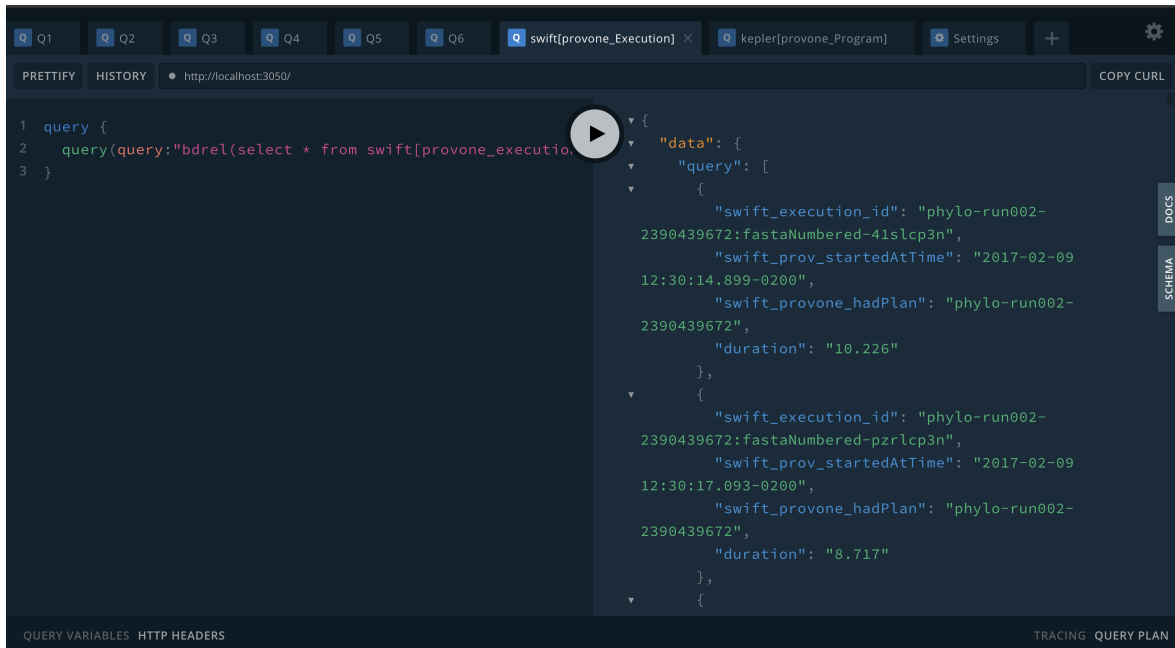 Q Q1 Q Q2 Q Q3 Q Q4 Q Q5 Q Q6 Q swift[provone_Execution] × Q kepler[provone_Program] Settings +
PRETTIFY HISTORY http://localhost:3050/ COPY CURL
1 query {
2 query(query:"bdrel(select * from swift[provone_execution
3 }
{
"data": {
"query": [
{
"swift_execution_id": "phylo-run002-
2390439672:fastaNumbered-41slcp3n",
"swift_prov_startedAtTime": "2017-02-09
12:30:14.899-0200",
"swift_provone_hadPlan": "phylo-run002-
2390439672",
"duration": "10.226"
},
{
"swift_execution_id": "phylo-run002-
2390439672:fastaNumbered-pzrlcp3n",
"swift_prov_startedAtTime": "2017-02-09
12:30:17.093-0200",
"swift_provone_hadPlan": "phylo-run002-
2390439672",
"duration": "8.717"
},
{
DOCS
SCHEMA
QUERY VARIABLES HTTP HEADERS
TRACING QUERY PLAN